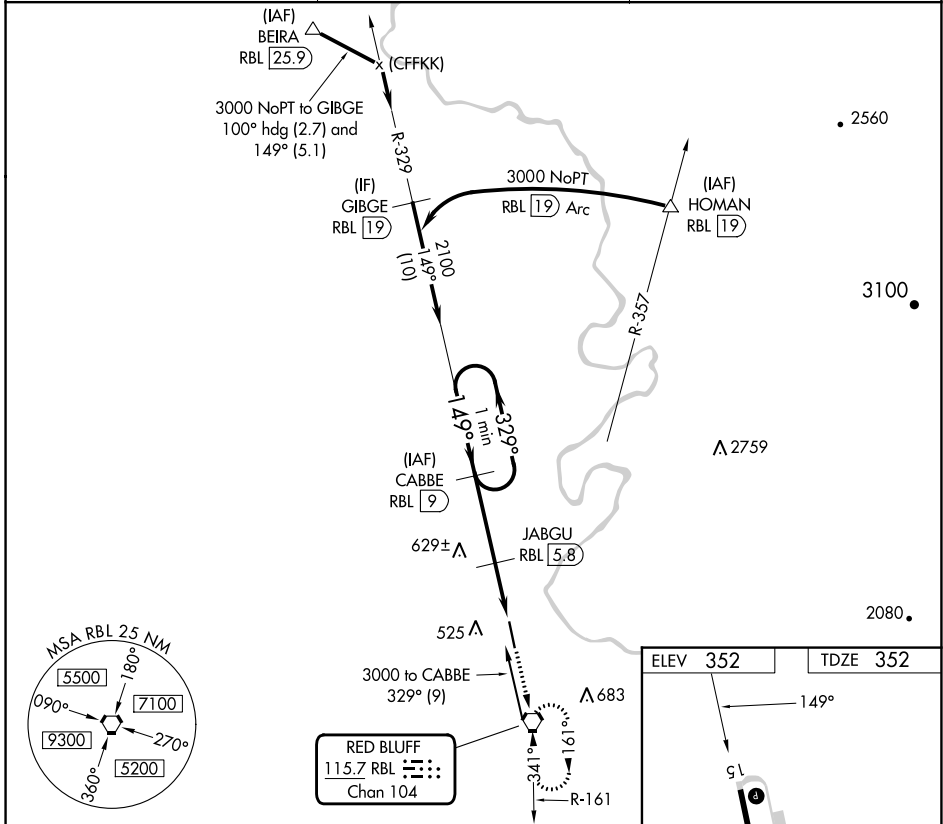 (IAF)
BEIRA
RBL 25.9
(CFFKK)
3000 NoPT to GIBGE
100° hdg (2.7) and
149° (5.1)
R-329
2560
(IF)
GIBGE
RBL 19
3000 NoPT
RBL 19 Arc
(IAF)
HOMAN
RBL 19
2100
149°
(10)
3100
R-357
149°
1 min
329°
(IAF)
CABBE
RBL 9
2759
JABGU
RBL 5.8
629±
2080
525
MSA RBL 25 NM
5500
180°
090°
7100
9300
270°
360°
5200
3000 to CABBE
329° (9)
683
RED BLUFF
115.7 RBL
Chan 104
341°
161°
R-161
ELEV 352
TDZE 352
149°
15
P